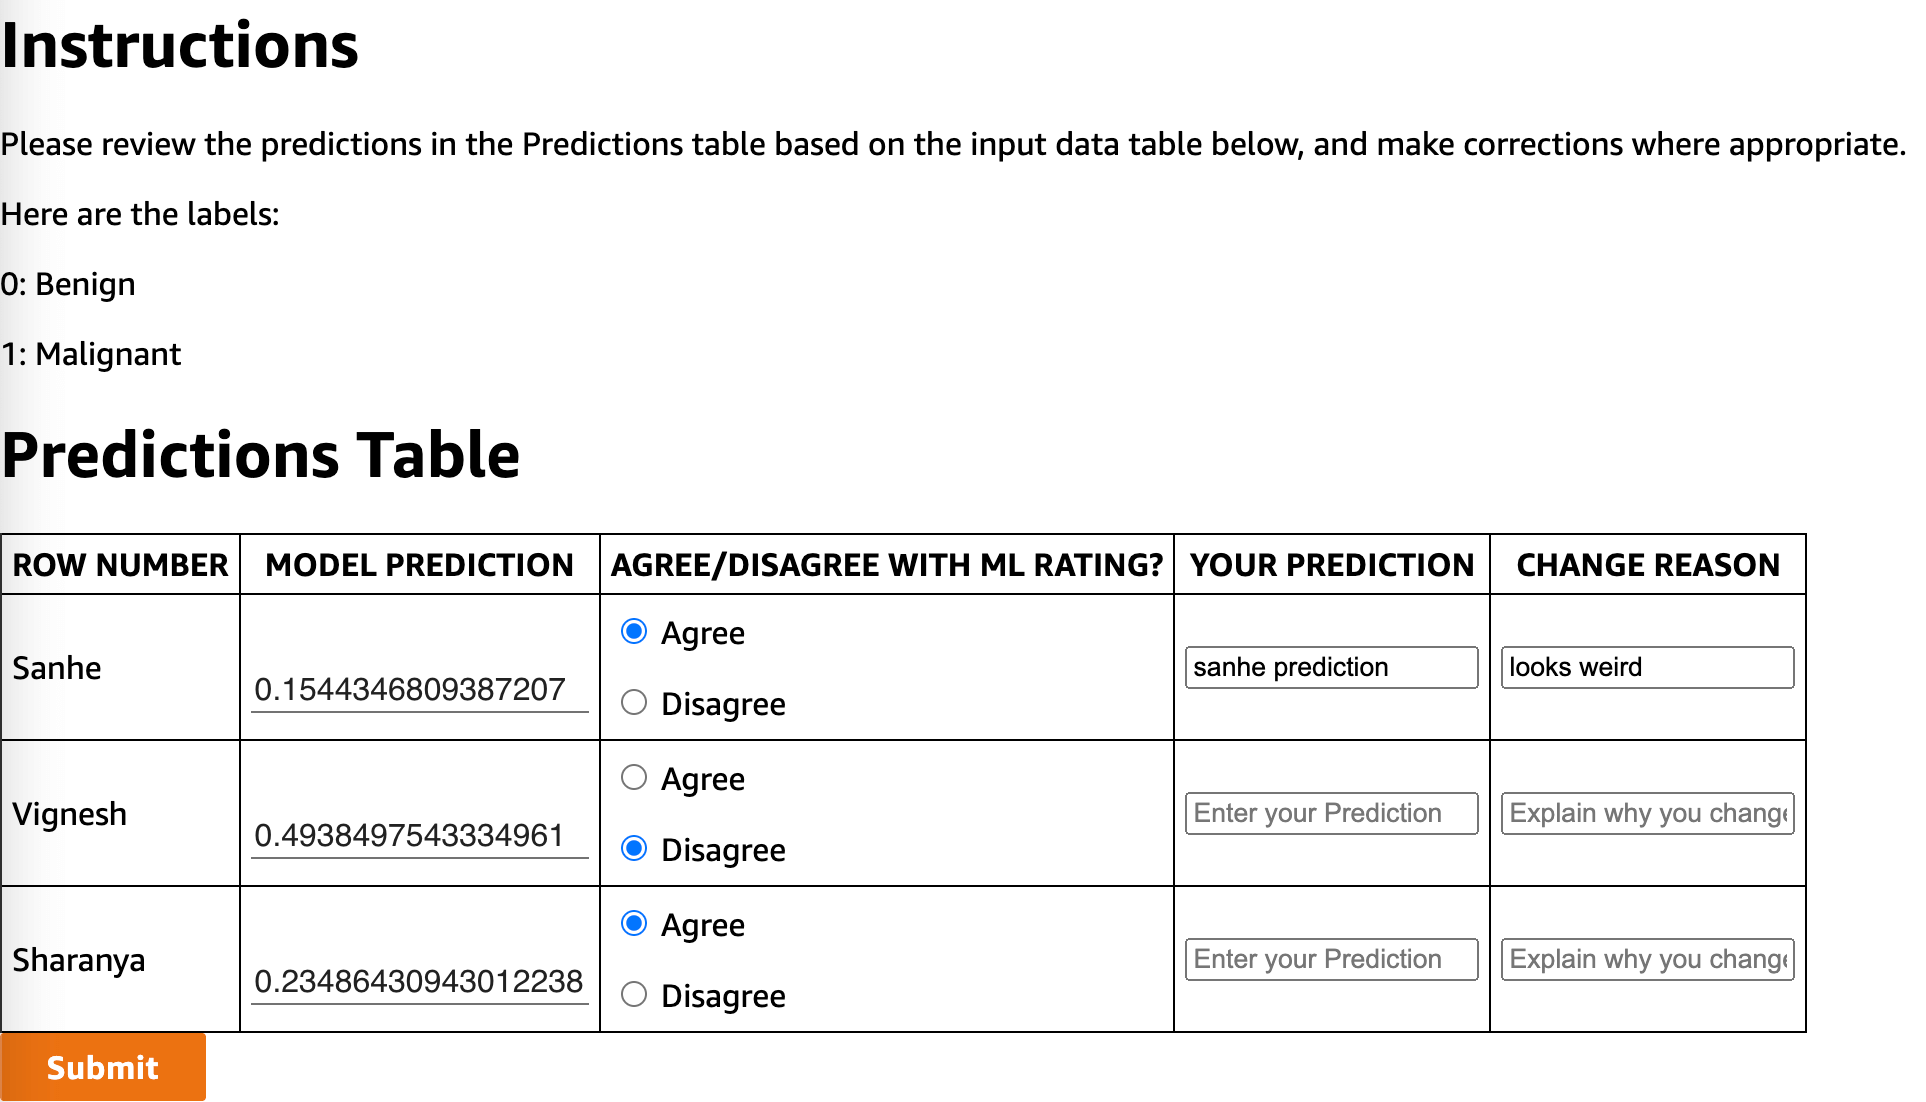 Instructions
Please review the predictions in the Predictions table based on the input data table below, and make corrections where appropriate.
Here are the labels:
0: Benign
1: Malignant
Predictions Table
ROW NUMBER MODEL PREDICTION AGREE/DISAGREE WITH ML RATING? YOUR PREDICTION CHANGE REASON
Agree
Sanhe 0.1544346809387207 sanhe prediction looks weird
Disagree
Agree
Vignesh 0.4938497543334961 Enter your Prediction Explain why you change
Disagree
Agree
Sharanya 0.23486430943012238 Enter your Prediction Explain why you change
Disagree
Submit